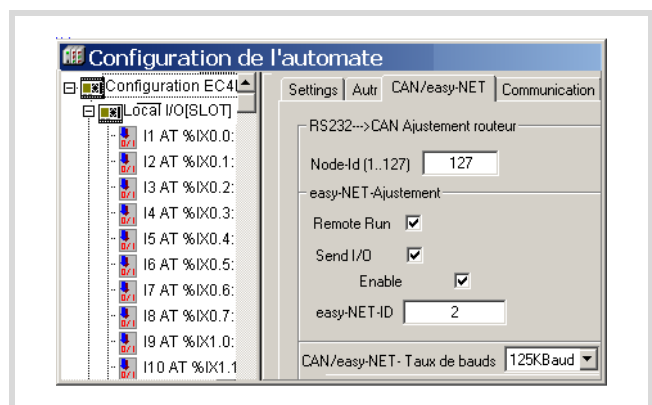 Configuration de l'automate
Configuration EC4
Local I/O[SLOT]
I1 AT %IX0.0:
I2 AT %IX0.1:
I3 AT %IX0.2:
I4 AT %IX0.3:
I5 AT %IX0.4:
I6 AT %IX0.5:
I7 AT %IX0.6:
I8 AT %IX0.7:
I9 AT %IX1.0:
I10 AT %IX1.1
Settings Autr CAN/easy-NET Communication
RS232--->CAN Ajustement routeur
Node-Id (1..127) 127
easy-NET-Ajustement
Remote Run
Send I/O
Enable
easy-NET-ID 2
CAN/easy-NET- Taux de bauds 125KBaud